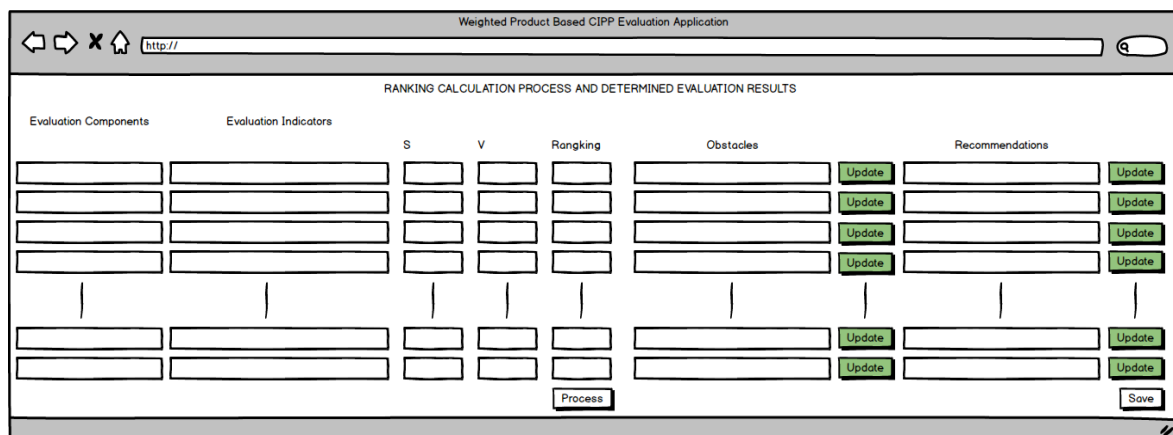 Weighted Product Based CIPP Evaluation Application
http://
RANKING CALCULATION PROCESS AND DETERMINED EVALUATION RESULTS
Evaluation Components Evaluation Indicators
S V Rangking Obstacles Recommendations
Update Update
Update Update
Update Update
Update Update
Update Update
Update Update
Process Save